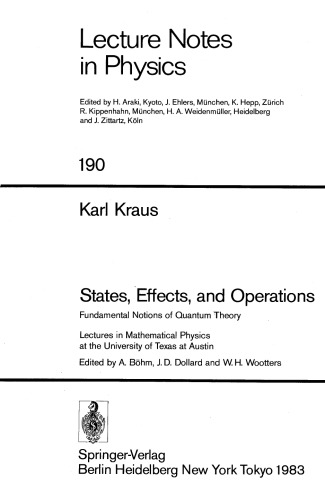 Lecture Notes
in Physics
Edited by H. Araki, Kyoto, J. Ehlers, München, K. Hepp, Zürich
R. Kippenhahn, München, H. A. Weidenmüller, Heidelberg
and J. Zittartz, Köln
190
Karl Kraus
States, Effects, and Operations
Fundamental Notions of Quantum Theory
Lectures in Mathematical Physics
at the University of Texas at Austin
Edited by A. Böhm, J. D. Dollard and W. H. Wootters
Springer-Verlag
Berlin Heidelberg New York Tokyo 1983